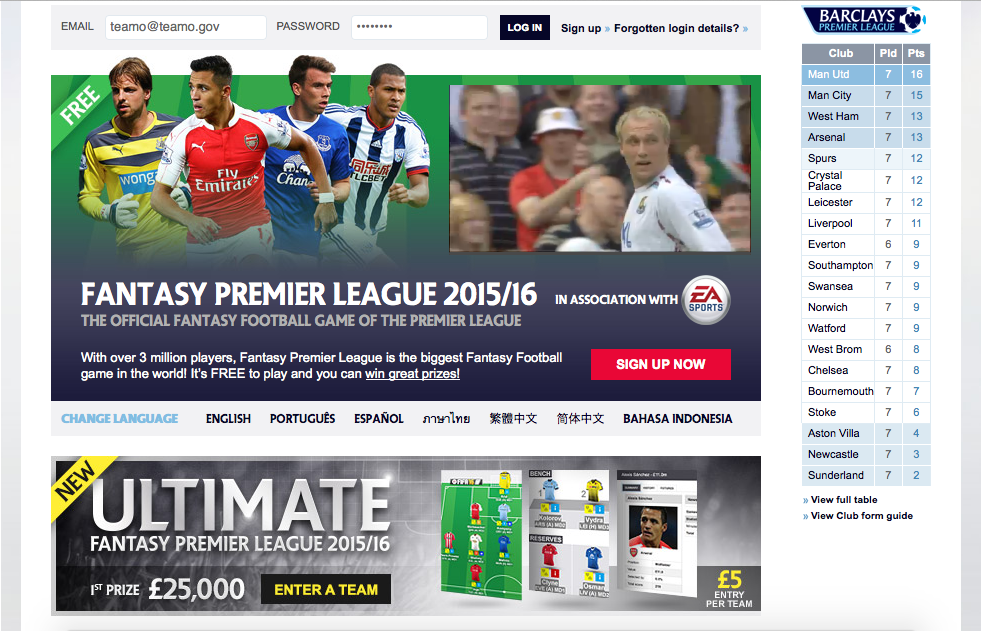 EMAIL teamo@teamo.gov PASSWORD •••••••• LOG IN Sign up » Forgotten login details? »
FREE
wonga
Fly
Emirates
Chang
FANTASY PREMIER LEAGUE 2015/16
IN ASSOCIATION WITH EA SPORTS
THE OFFICIAL FANTASY FOOTBALL GAME OF THE PREMIER LEAGUE
With over 3 million players, Fantasy Premier League is the biggest Fantasy Football
game in the world! It's FREE to play and you can win great prizes!
SIGN UP NOW
CHANGE LANGUAGE ENGLISH PORTUGUÊS ESPAÑOL ภาษาไทย 繁體中文 简体中文 BAHASA INDONESIA
NEW
ULTIMATE
FANTASY PREMIER LEAGUE 2015/16
1ST PRIZE £25,000 ENTER A TEAM
BENCH
1 2
Kolorov Vydra
RESERVES
Clyne Osman
Alexis Sánchez - £11.0m
Alexis Sánchez
Arsenal
£5
ENTRY
PER TEAM
BARCLAYS
PREMIER LEAGUE
Club Pld Pts
Man Utd 7 16
Man City 7 15
West Ham 7 13
Arsenal 7 13
Spurs 7 12
Crystal
Palace 7 12
Leicester 7 12
Liverpool 7 11
Everton 6 9
Southampton 7 9
Swansea 7 9
Norwich 7 9
Watford 7 9
West Brom 6 8
Chelsea 7 8
Bournemouth 7 7
Stoke 7 6
Aston Villa 7 4
Newcastle 7 3
Sunderland 7 2
» View full table
» View Club form guide